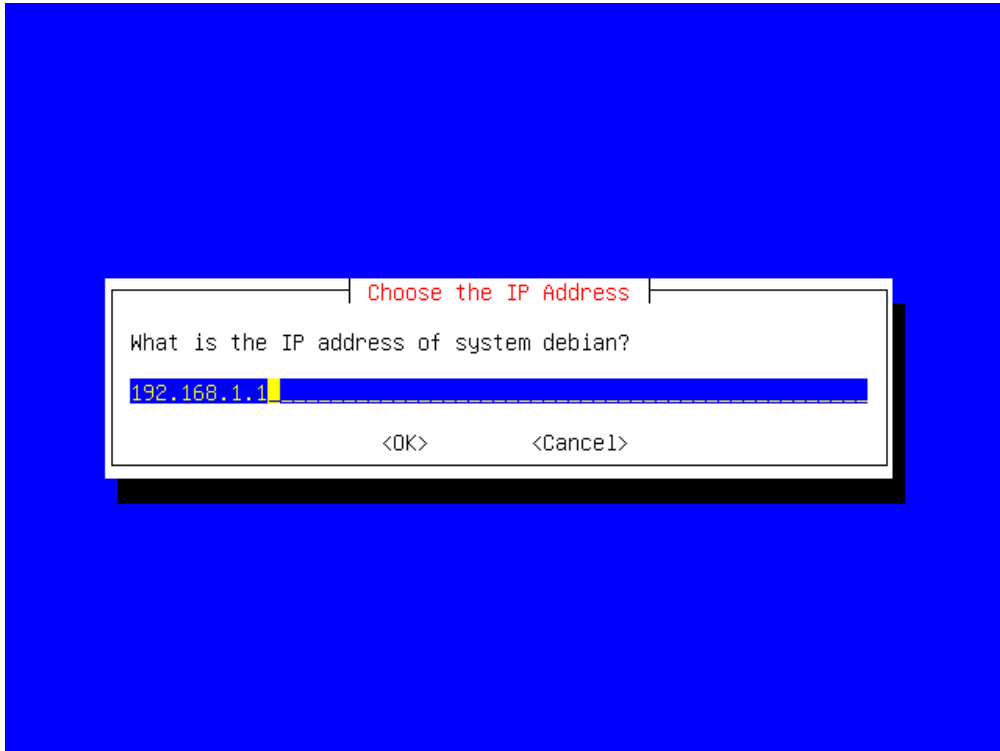 Choose the IP Address
What is the IP address of system debian?
192.168.1.1
<OK> <Cancel>